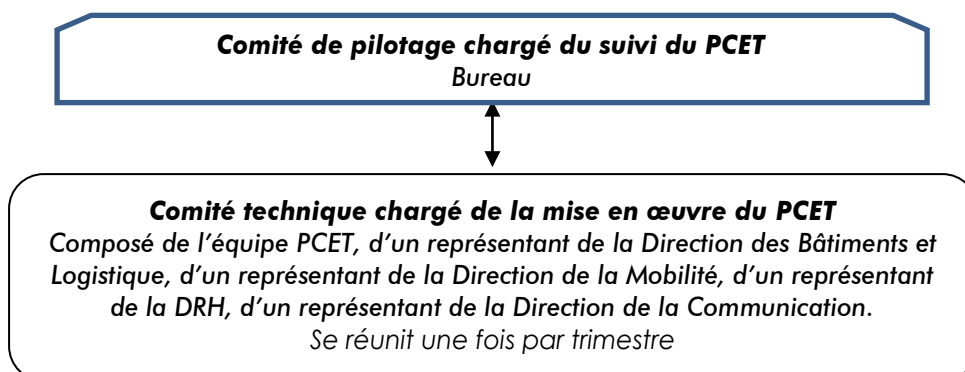 Comité de pilotage chargé du suivi du PCET
Bureau
Comité technique chargé de la mise en œuvre du PCET
Composé de l'équipe PCET, d'un représentant de la Direction des Bâtiments et
Logistique, d'un représentant de la Direction de la Mobilité, d'un représentant
de la DRH, d'un représentant de la Direction de la Communication.
Se réunit une fois par trimestre